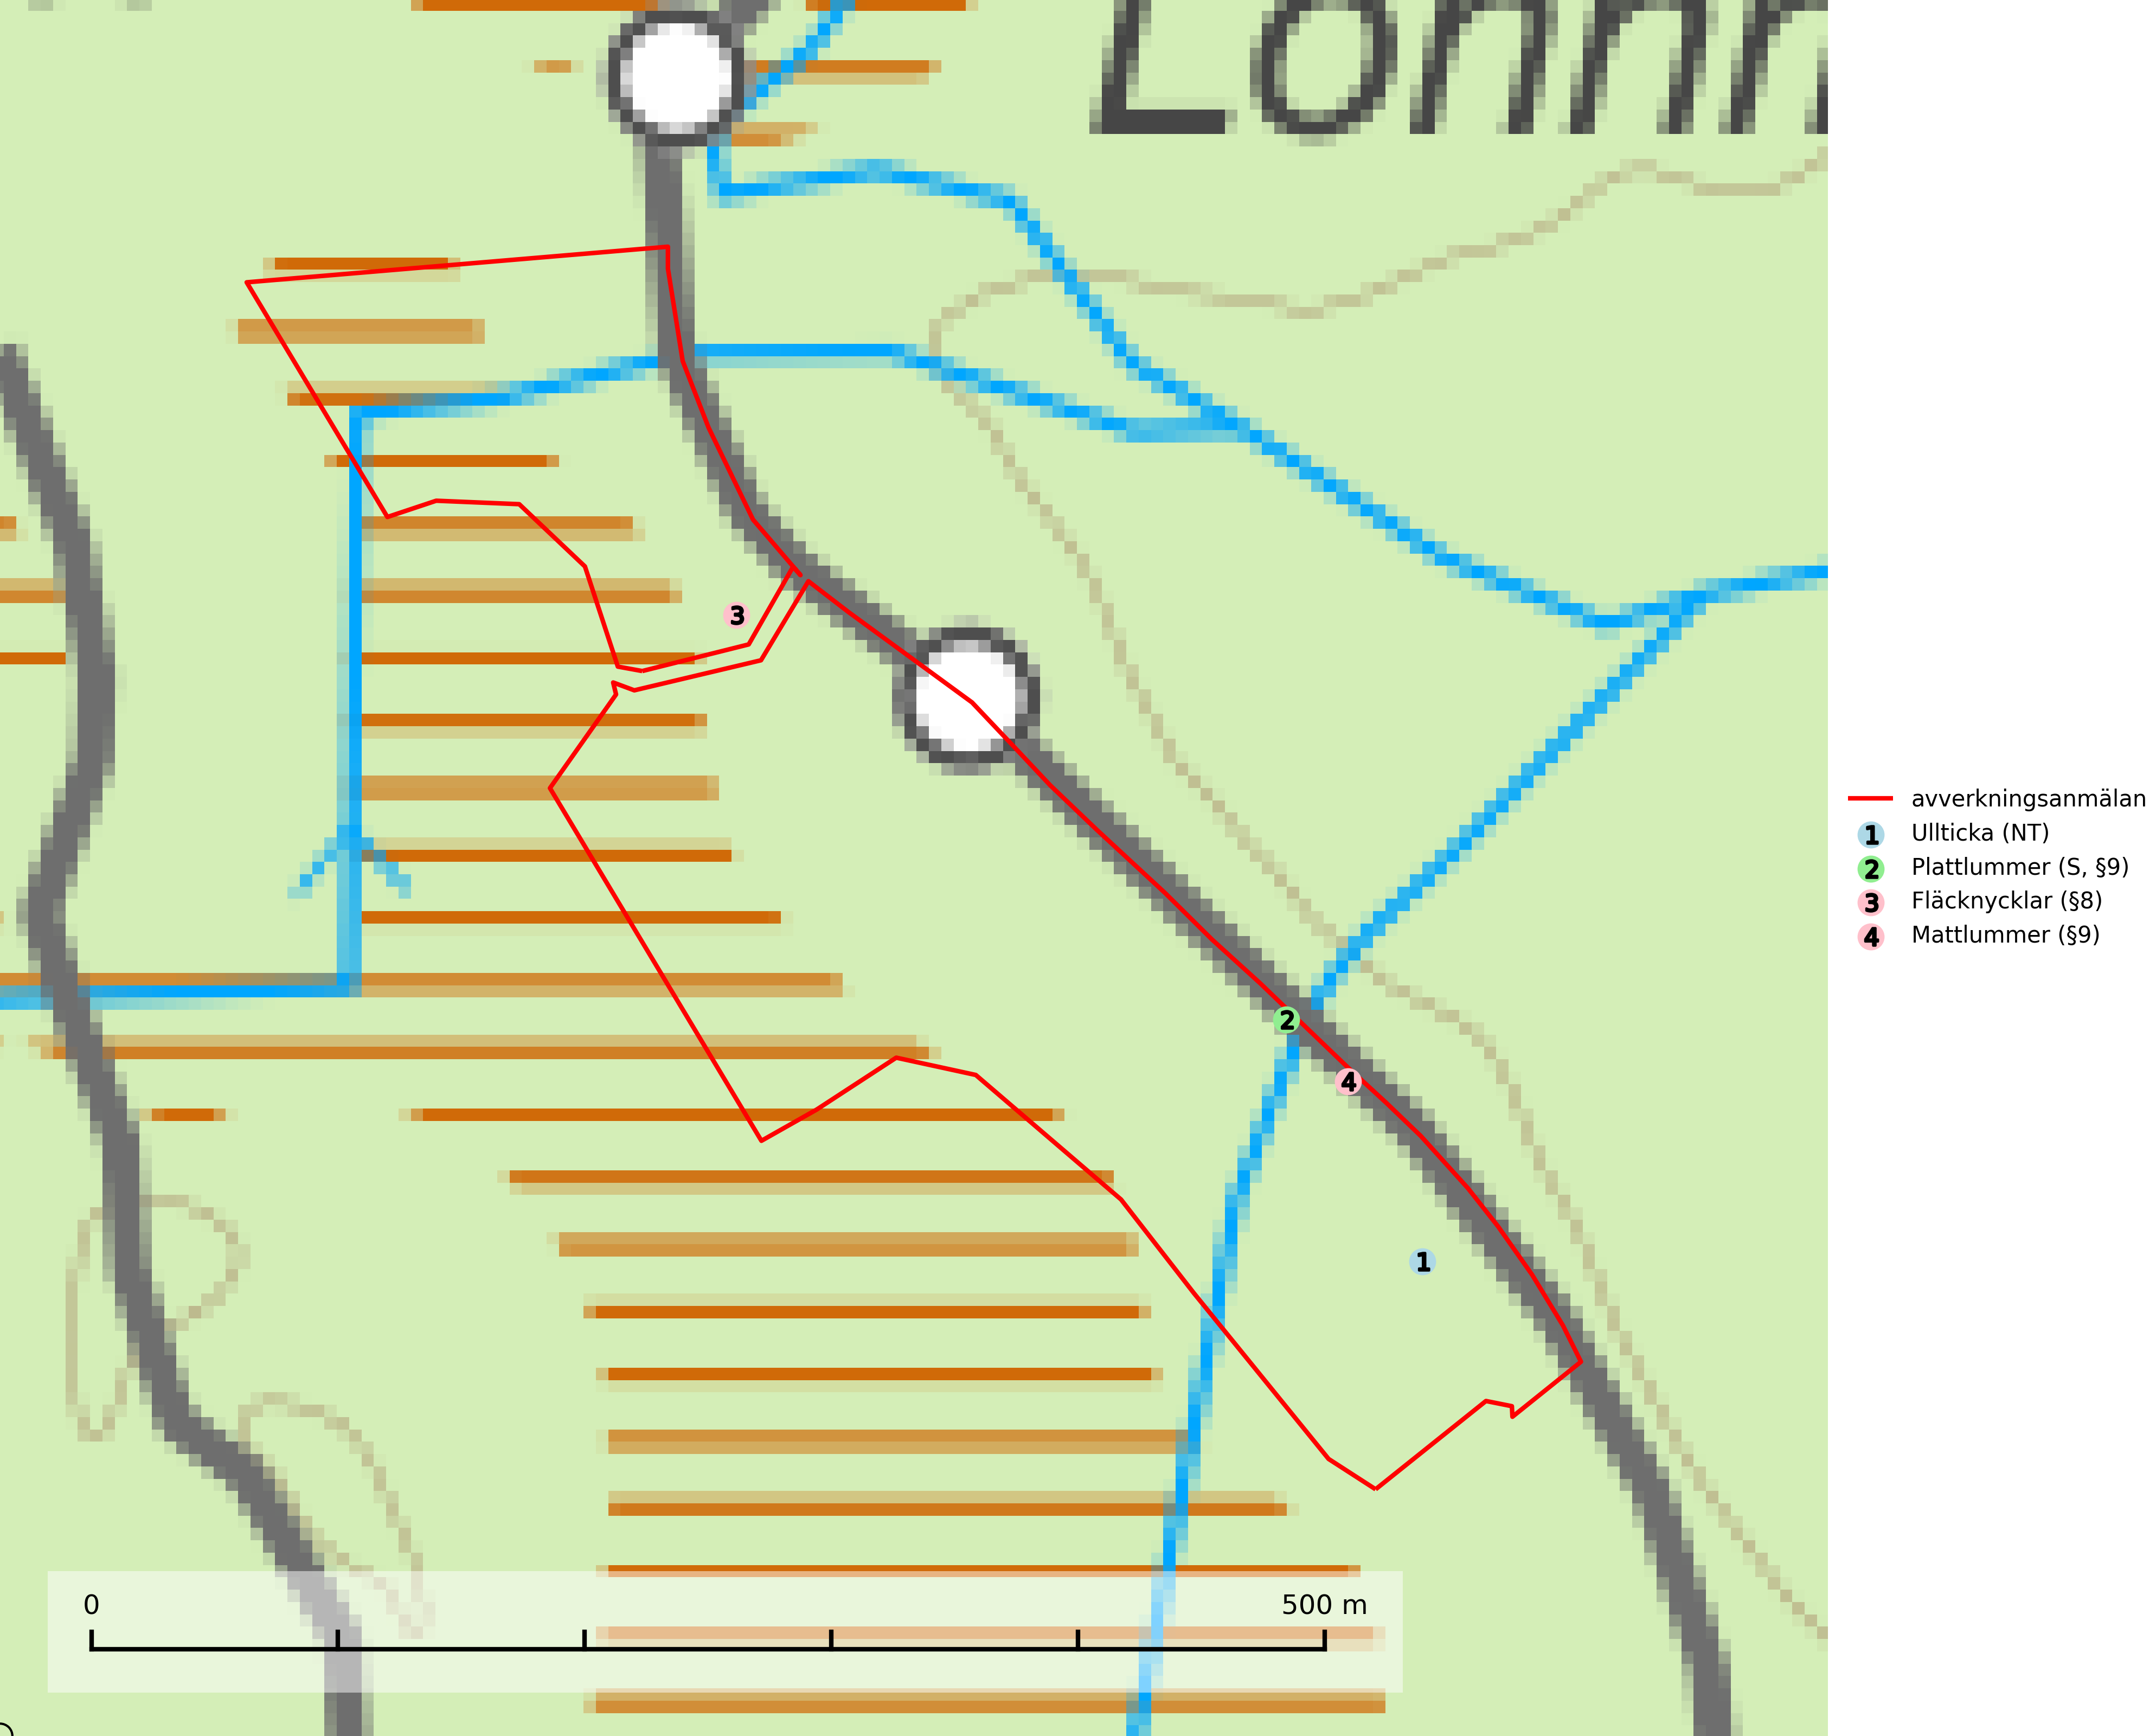 3
2
4
1
0
500 m
avverkningsanmälan
1 Ullticka (NT)
2 Plattlummer (S, §9)
3 Fläcknycklar (§8)
4 Mattlummer (§9)